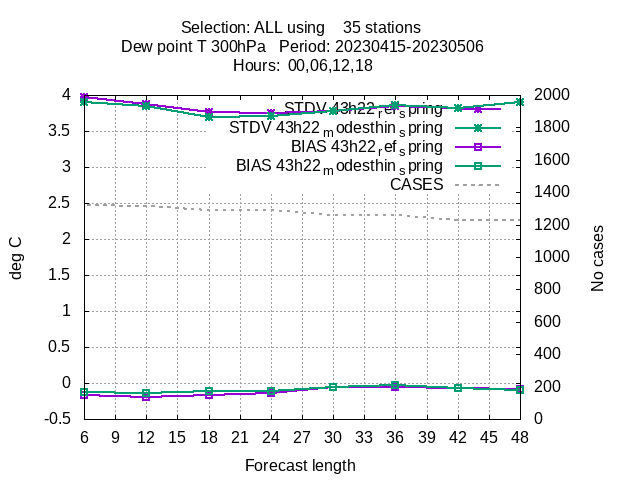 Selection: ALL using    35 stations
Dew point T 300hPa   Period: 20230415-20230506
Hours:  00,06,12,18
STDV 43h22_ref_spring
STDV 43h22_modesthin_spring
BIAS 43h22_ref_spring
BIAS 43h22_modesthin_spring
CASES
4
3.5
3
2.5
2
1.5
1
0.5
0
-0.5
deg C
2000
1800
1600
1400
1200
1000
800
600
400
200
0
No cases
6 9 12 15 18 21 24 27 30 33 36 39 42 45 48
Forecast length